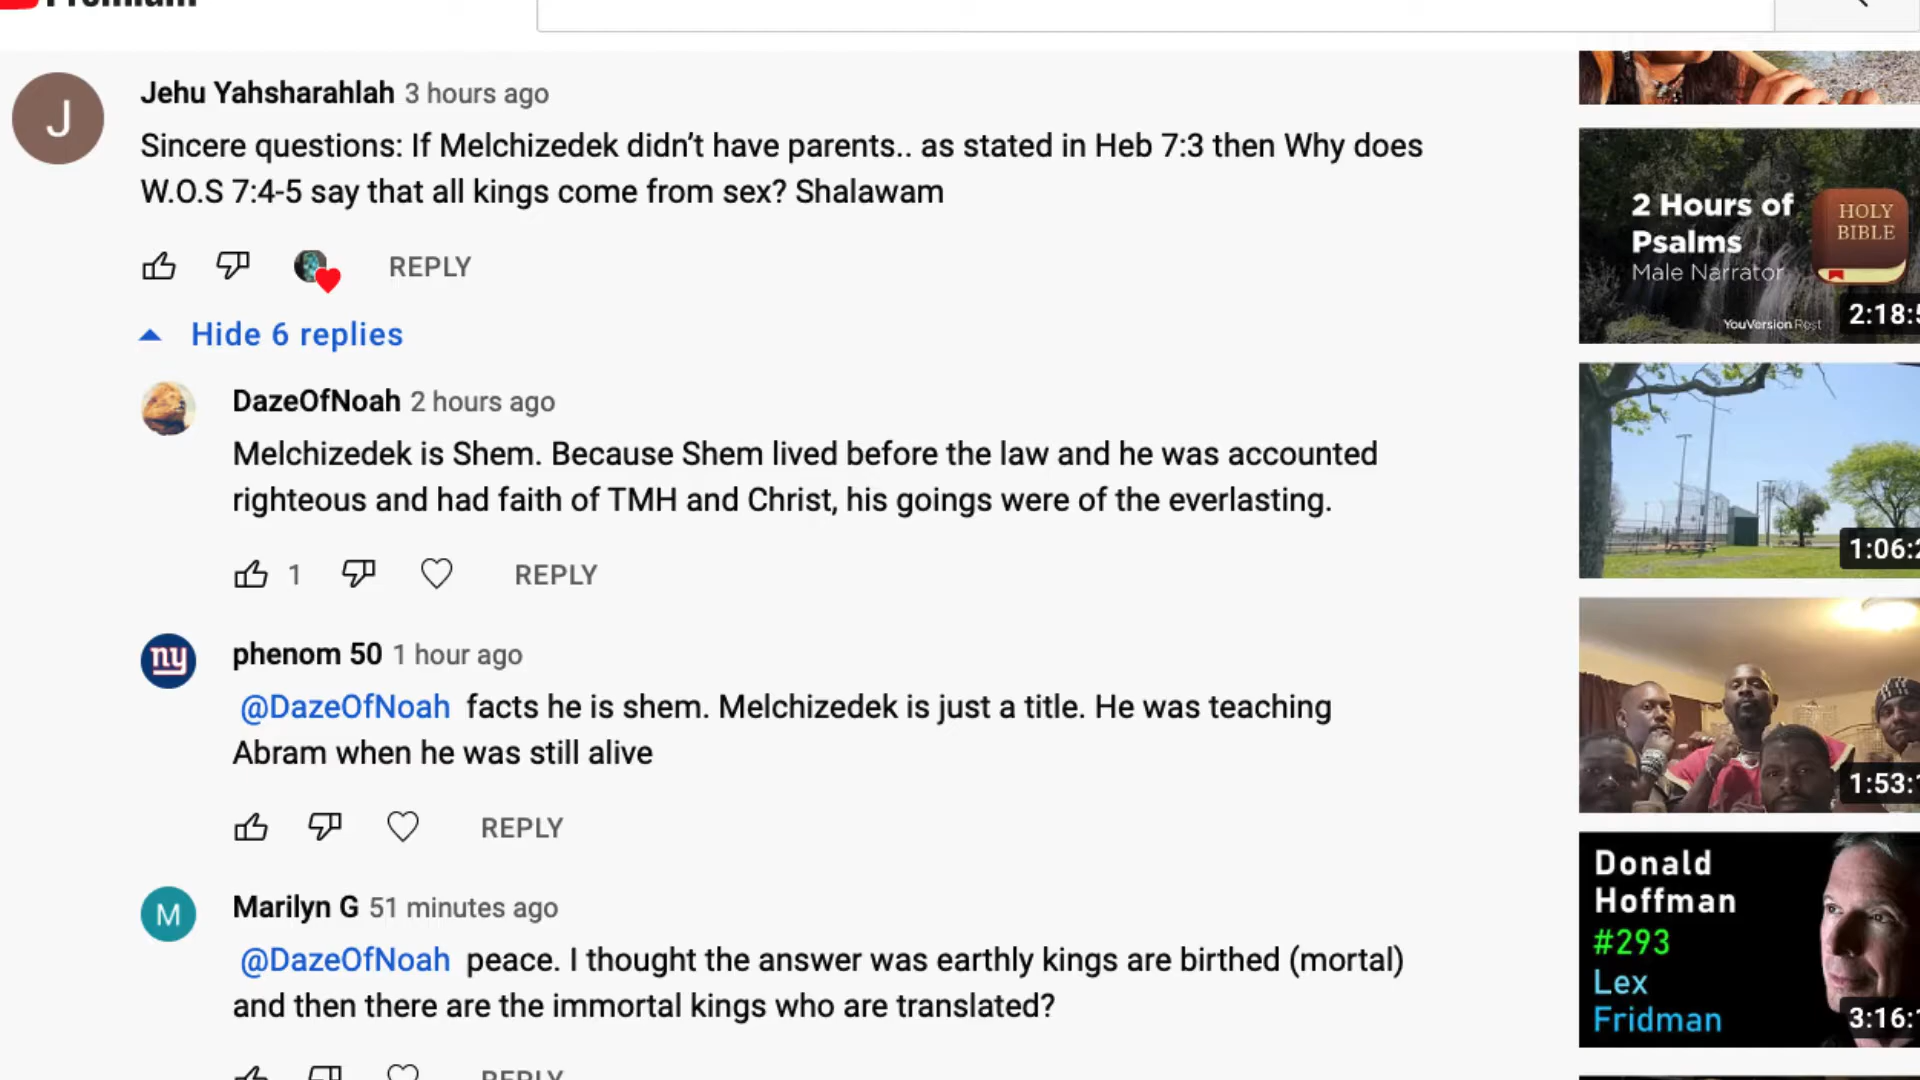 Premium
J
Jehu Yahsharahlah 3 hours ago
Sincere questions: If Melchizedek didn’t have parents.. as stated in Heb 7:3 then Why does
W.O.S 7:4-5 say that all kings come from sex? Shalawam
REPLY
Hide 6 replies
DazeOfNoah 2 hours ago
Melchizedek is Shem. Because Shem lived before the law and he was accounted
righteous and had faith of TMH and Christ, his goings were of the everlasting.
1 REPLY
ny
phenom 50 1 hour ago
@DazeOfNoah facts he is shem. Melchizedek is just a title. He was teaching
Abram when he was still alive
REPLY
M
Marilyn G 51 minutes ago
@DazeOfNoah peace. I thought the answer was earthly kings are birthed (mortal)
and then there are the immortal kings who are translated?
REPLY
2 Hours of
Psalms
Male Narrator
HOLY
BIBLE
YouVersion Rest
2:18:5
1:06:2
1:53:1
Donald
Hoffman
#293
Lex
Fridman
3:16:1